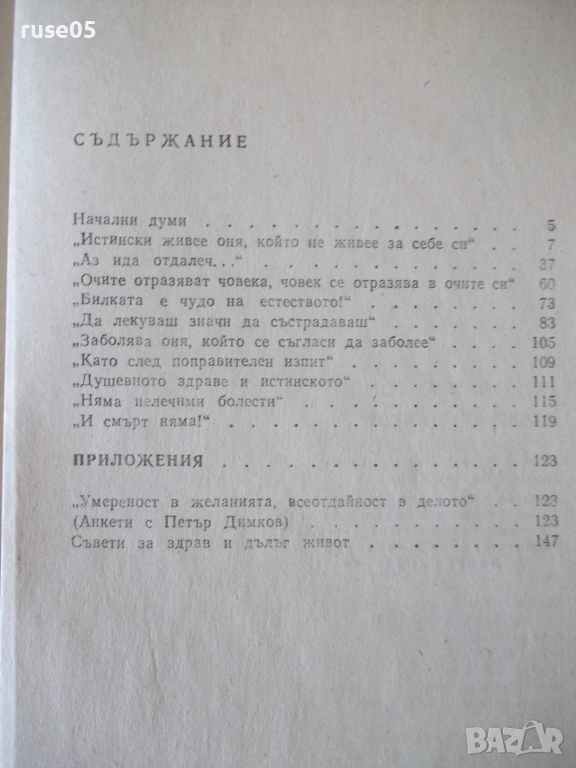 ruse05
СЪДЪРЖАНИЕ
Начални думи . . . . . . . . . . . . . . . 5
„Истински живее оня, който не живее за себе си“ . . 7
„Аз ида отдалеч...“ . . . . . . . . . . . . 37
„Очите отразяват човека, човек се отразява в очите си“ 60
„Билката е чудо на естеството!“ . . . . . . . . 73
„Да лекуваш значи да състрадаваш“ . . . . . . . 83
„Заболява оня, който се съгласи да заболее“ . . . . 105
„Като след поправителен изпит“ . . . . . . . . 109
„Душевното здраве и истинското“ . . . . . . . . 111
„Няма нелечими болести“ . . . . . . . . . . 115
„И смърт няма!“ . . . . . . . . . . . . . 119
ПРИЛОЖЕНИЯ . . . . . . . . . . . . . . 123
„Умереност в желанията, всеотдайност в делото“ . . 123
(Анкети с Петър Димков) . . . . . . . . . . 123
Съвети за здрав и дълъг живот . . . . . . . . 147
BAZAR